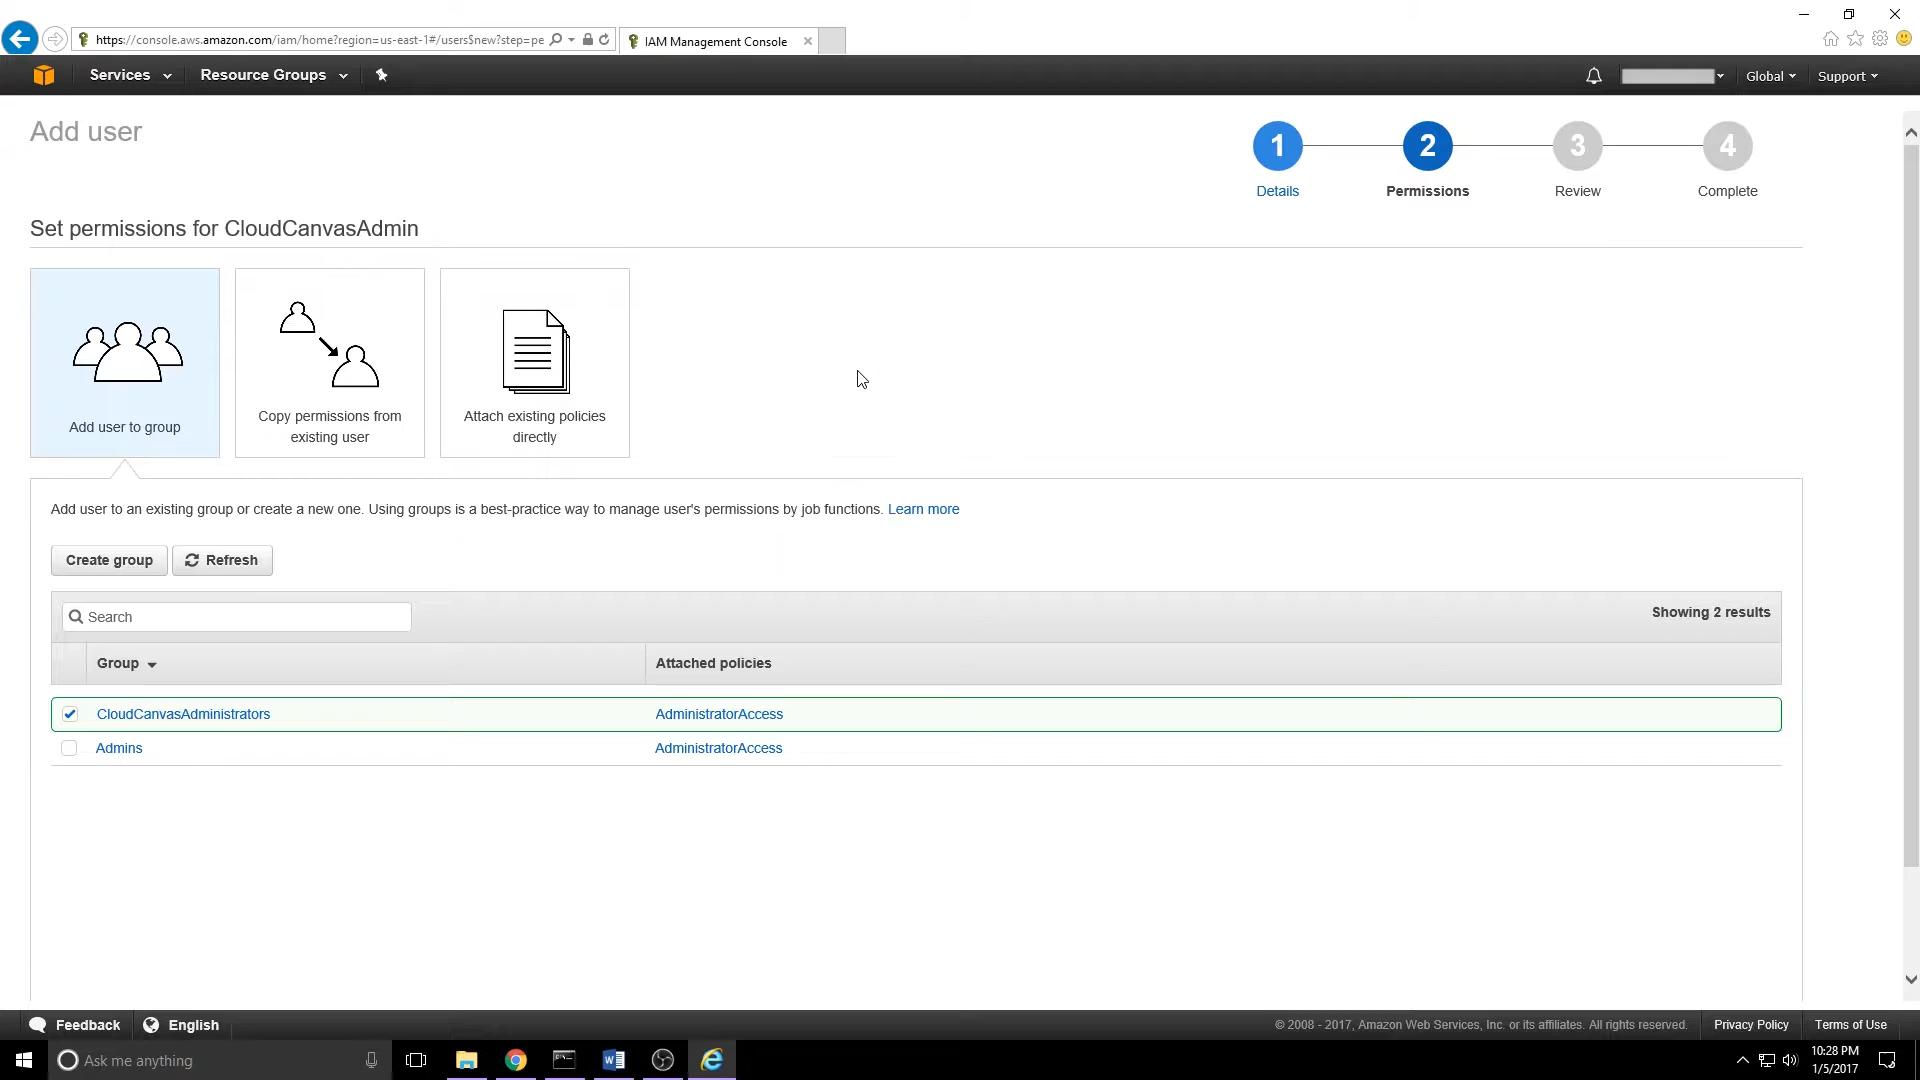 https://console.aws.amazon.com/iam/home?region=us-east-1#/users$new?step=pe
IAM Management Console
Services
Resource Groups
Global
Support
Add user
1
2
3
4
Details
Permissions
Review
Complete
Set permissions for CloudCanvasAdmin
Add user to group
Copy permissions from
existing user
Attach existing policies
directly
Add user to an existing group or create a new one. Using groups is a best-practice way to manage user's permissions by job functions. Learn more
Create group
Refresh
Search
Showing 2 results
Group
Attached policies
CloudCanvasAdministrators
AdministratorAccess
Admins
AdministratorAccess
Feedback
English
© 2008 - 2017, Amazon Web Services, Inc. or its affiliates. All rights reserved.
Privacy Policy
Terms of Use
Ask me anything
10:28 PM
1/5/2017